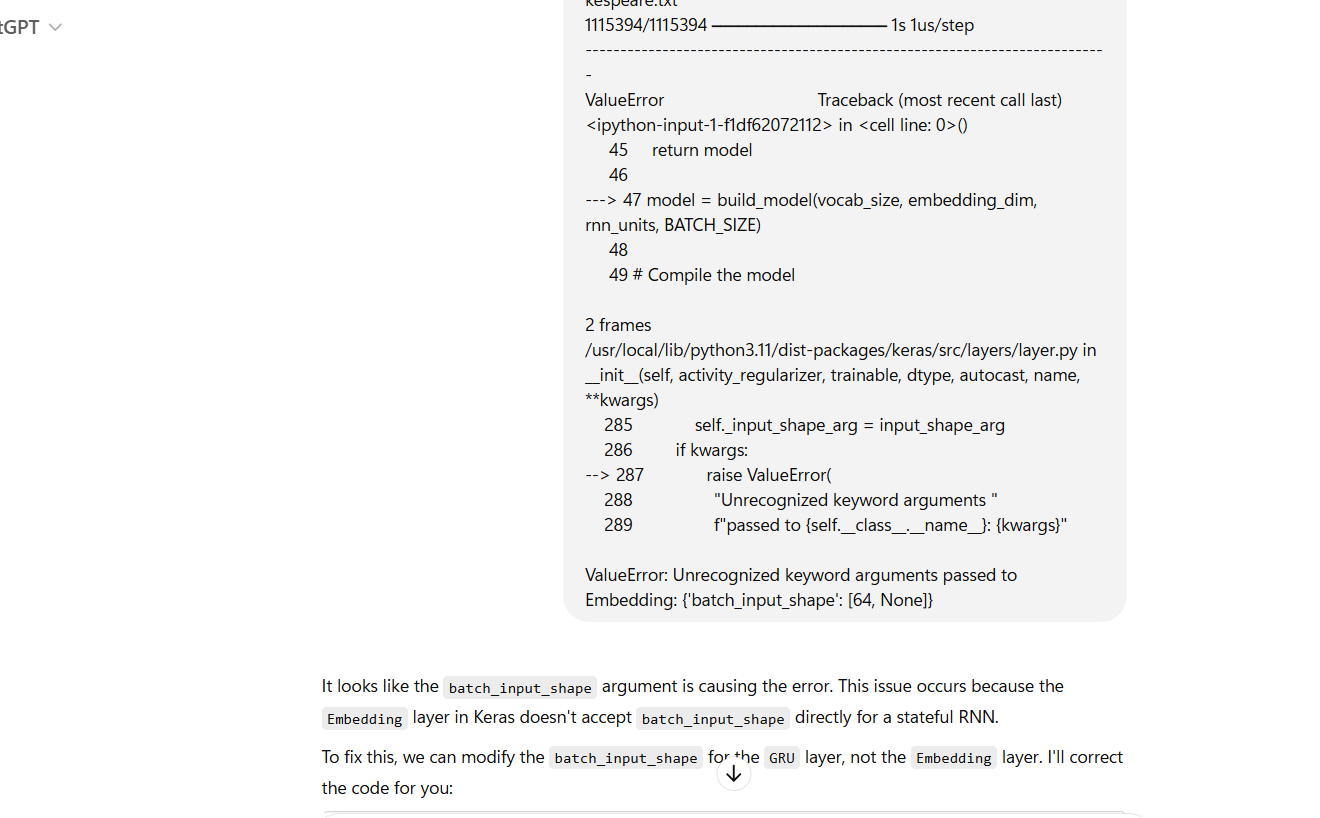 tGPT
kespeare.txt
1115394/1115394 ━━━━━━━━━━━━━━━━━━━━ 1s 1us/step
---------------------------------------------------------------------------
-
ValueError Traceback (most recent call last)
<ipython-input-1-f1df62072112> in <cell line: 0>()
45 return model
46
---> 47 model = build_model(vocab_size, embedding_dim,
rnn_units, BATCH_SIZE)
48
49 # Compile the model
2 frames
/usr/local/lib/python3.11/dist-packages/keras/src/layers/layer.py in
__init__(self, activity_regularizer, trainable, dtype, autocast, name,
**kwargs)
285 self._input_shape_arg = input_shape_arg
286 if kwargs:
--> 287 raise ValueError(
288 "Unrecognized keyword arguments "
289 f"passed to {self.__class__.__name__}: {kwargs}"
ValueError: Unrecognized keyword arguments passed to
Embedding: {'batch_input_shape': [64, None]}
It looks like the batch_input_shape argument is causing the error. This issue occurs because the
Embedding layer in Keras doesn't accept batch_input_shape directly for a stateful RNN.
To fix this, we can modify the batch_input_shape for the GRU layer, not the Embedding layer. I'll correct
the code for you: